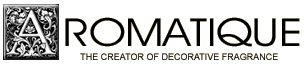 AROMATIQUE
THE CREATOR OF DECORATIVE FRAGRANCE